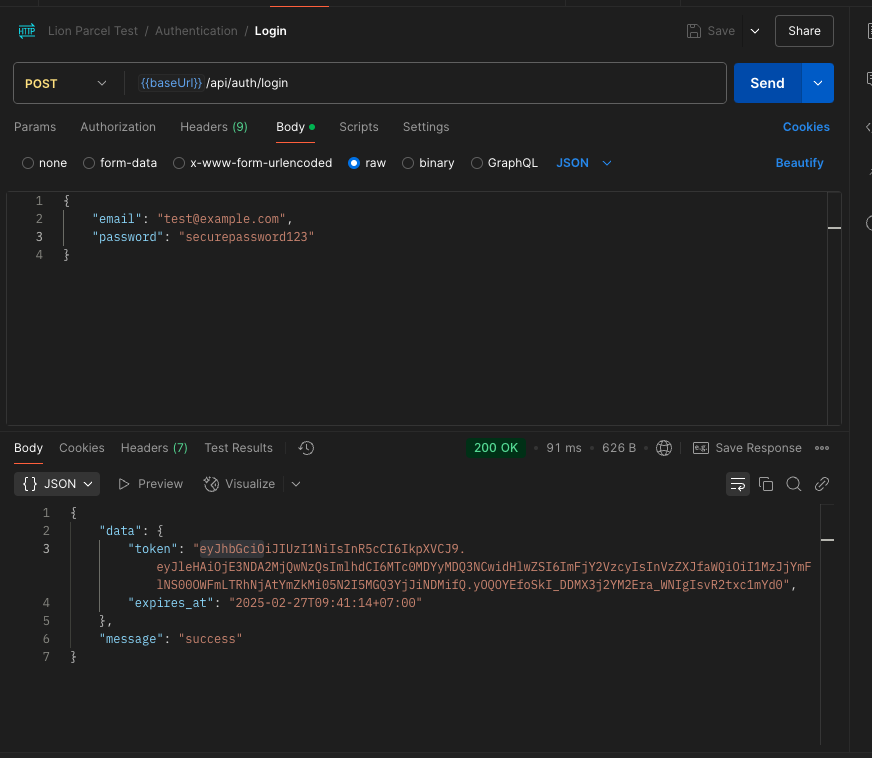 HTTP Lion Parcel Test / Authentication / Login Save Share
POST {{baseUrl}} /api/auth/login Send
Params Authorization Headers (9) Body Scripts Settings Cookies
none form-data x-www-form-urlencoded raw binary GraphQL JSON Beautify
1 {
2 "email": "test@example.com",
3 "password": "securepassword123"
4 }
Body Cookies Headers (7) Test Results 200 OK • 91 ms • 626 B • e.g. Save Response
{} JSON Preview Visualize
1 {
2 "data": {
3 "token": "eyJhbGciOiJIUzI1NiIsInR5cCI6IkpXVCJ9.
eyJleHAiOjE3NDA2MjQwNzQsImlhdCI6MTc0MDYyMDQ3NCwidHlwZSI6ImFjY2VzcyIsInVzZXJfaWQiOiI1MzJjYmF
lNS00OWFmLTRhNjAtYmZkMi05N2I5MGQ3YjJiNDMifQ.yOQOYEfoSkI_DDMX3j2YM2Era_WNIgIsvR2txc1mYd0",
4 "expires_at": "2025-02-27T09:41:14+07:00"
5 },
6 "message": "success"
7 }